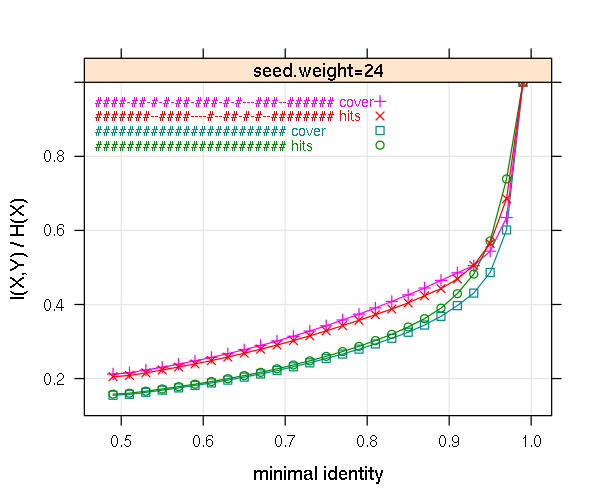 seed.weight=24
####-##-#-#-##-###-#-#---###--###### cover
#######--####----#--##-#-#--######## hits
######################## cover
######################## hits
I(X,Y) / H(X)
0.8
0.6
0.4
0.2
0.5 0.6 0.7 0.8 0.9 1.0
minimal identity